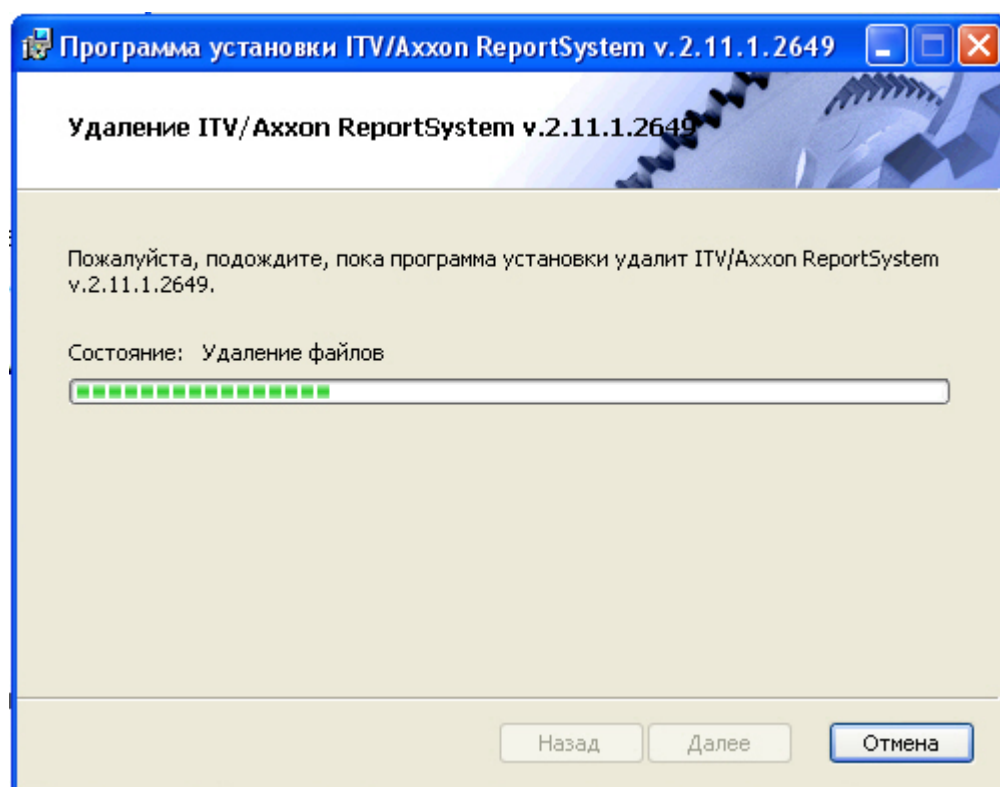 Программа установки ITV/Axxon ReportSystem v.2.11.1.2649
Удаление ITV/Axxon ReportSystem v.2.11.1.2649
Пожалуйста, подождите, пока программа установки удалит ITV/Axxon ReportSystem
v.2.11.1.2649.
Состояние: Удаление файлов
Назад Далее Отмена